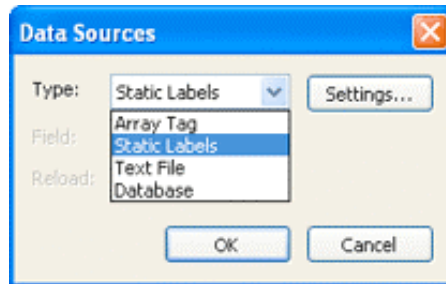 Data Sources
Type: Static Labels Settings...
Array Tag
Field: Static Labels
Text File
Reload:
Database
OK Cancel